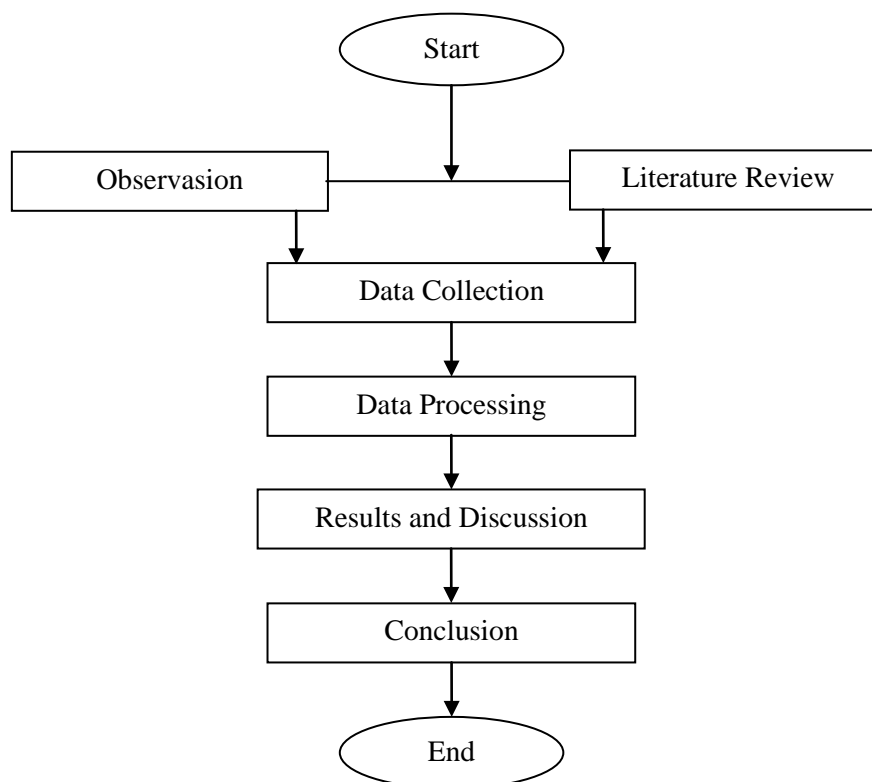 Start
Observasion
Literature Review
Data Collection
Data Processing
Results and Discussion
Conclusion
End